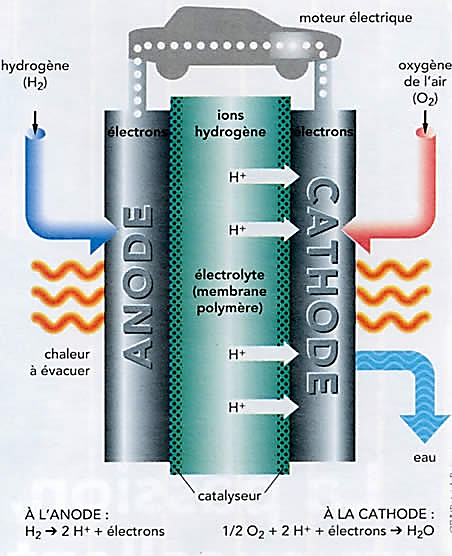 moteur électrique
hydrogène
(H₂)
oxygène
de l'air
(O₂)
électrons
ions
hydrogène
électrons
H⁺
H⁺
ANODE
CATHODE
électrolyte
(membrane
polymère)
chaleur
à évacuer
H⁺
H⁺
eau
catalyseur
À L'ANODE :
H₂ ➔ 2 H⁺ + électrons
À LA CATHODE :
1/2 O₂ + 2 H⁺ + électrons ➔ H₂O